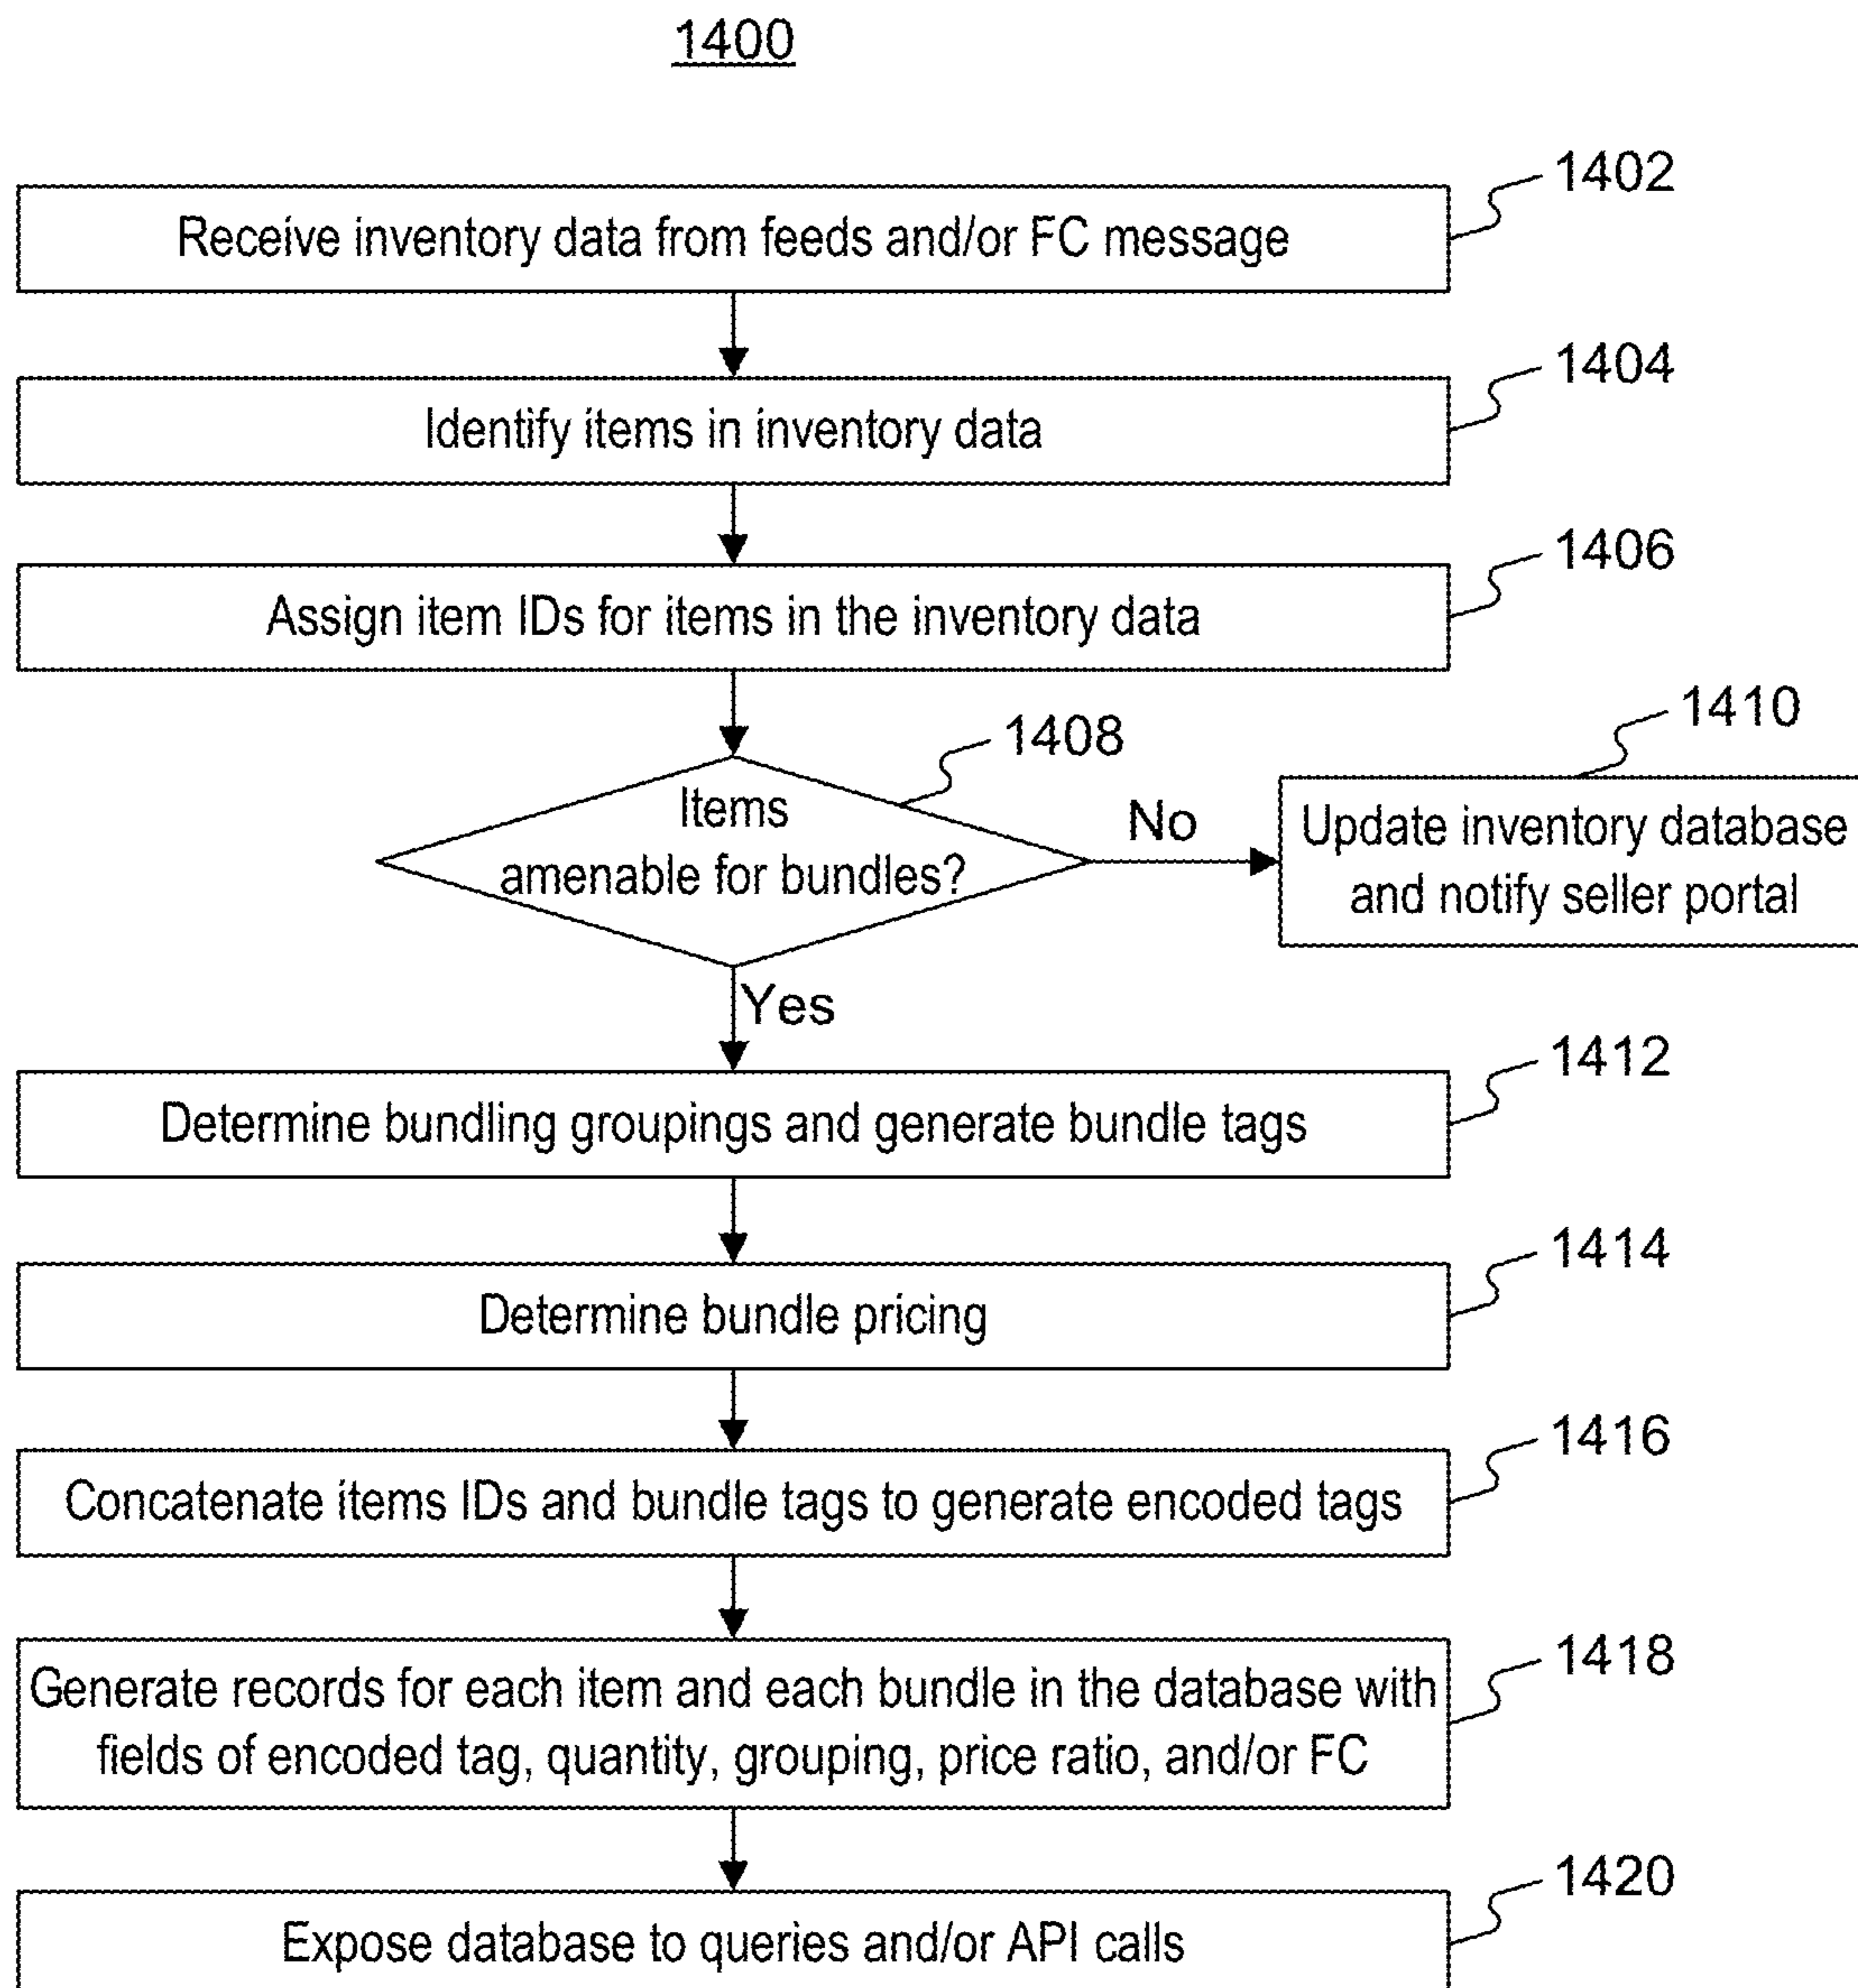 1400
1402
Receive inventory data from feeds and/or FC message
1404
Identify items in inventory data
1406
Assign item IDs for items in the inventory data
1408
Items
amenable for bundles?
No
1410
Update inventory database
and notify seller portal
Yes
1412
Determine bundling groupings and generate bundle tags
1414
Determine bundle pricing
1416
Concatenate items IDs and bundle tags to generate encoded tags
1418
Generate records for each item and each bundle in the database with
fields of encoded tag, quantity, grouping, price ratio, and/or FC
1420
Expose database to queries and/or API calls